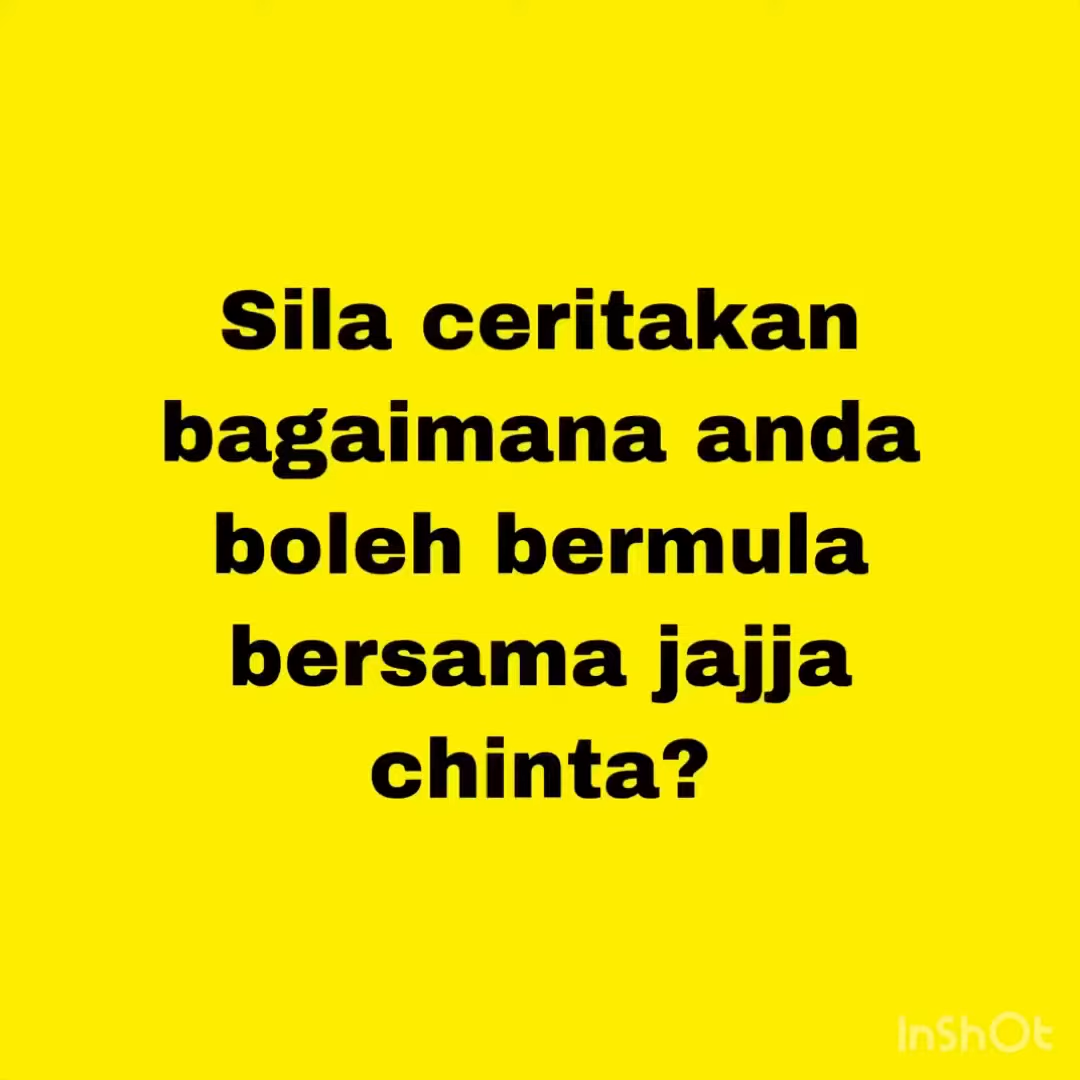 Sila ceritakan
bagaimana anda
boleh bermula
bersama jajja
chinta?
InShOt